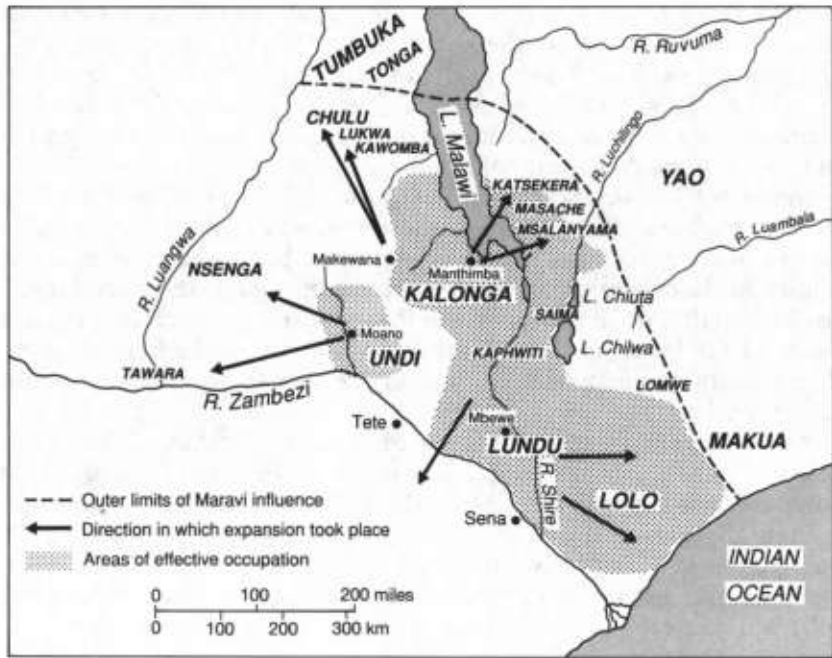 TUMBUKA
TONGA
R. Ruvuma
CHULU
LUKWA
KAWOMBA
L. Malawi
R. Luchilingo
YAO
KATSEKERA
MASACHE
MSALANYAMA
R. Luambala
R. Luangwa
NSENGA
Makewana
Manthimba
KALONGA
L. Chiuta
SAIMA
Moano
UNDI
KAPHWITI
L. Chilwa
TAWARA
LOMWE
R. Zambezi
Tete
Mbewe
LUNDU
MAKUA
R. Shire
LOLO
Sena
INDIAN
OCEAN
Outer limits of Maravi influence
Direction in which expansion took place
Areas of effective occupation
0 100 200 miles
0 100 200 300 km